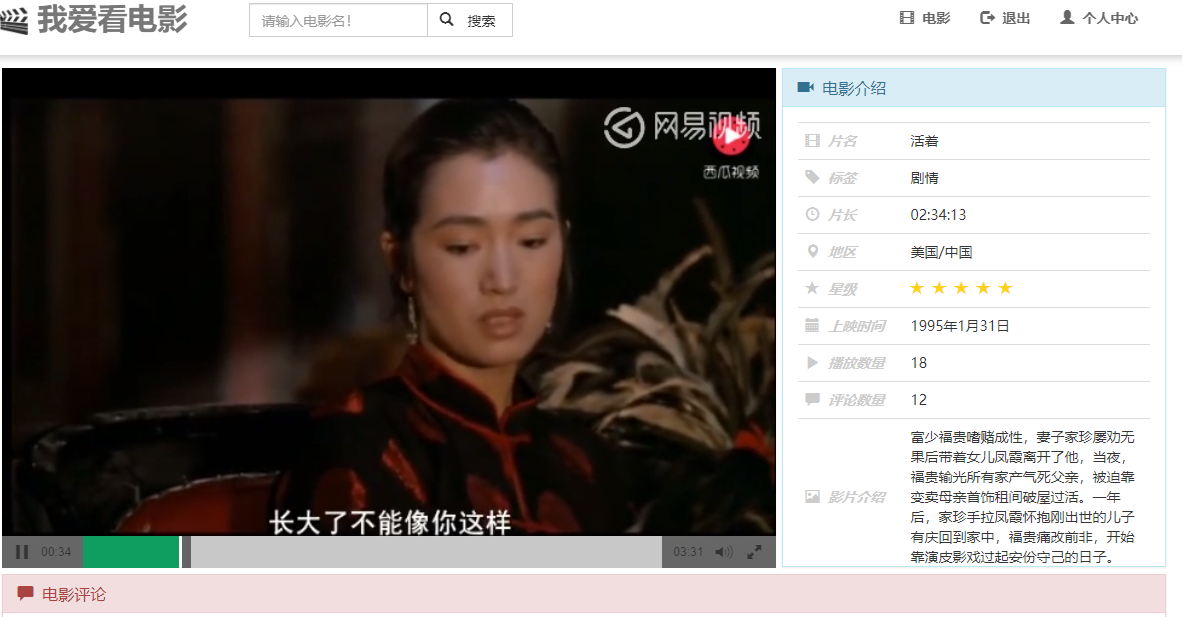 我爱看电影
请输入电影名!
搜索
电影
退出
个人中心
网易视频
西瓜视频
长大了不能像你这样
00:34
03:31
电影介绍
片名 活着
标签 剧情
片长 02:34:13
地区 美国/中国
星级
上映时间 1995年1月31日
播放数量 18
评论数量 12
影片介绍
富少福贵嗜赌成性，妻子家珍屡劝无
果后带着女儿凤霞离开了他，当夜，
福贵输光所有家产气死父亲，被迫靠
变卖母亲首饰租间破屋过活。一年
后，家珍手拉凤霞怀抱刚出世的儿子
有庆回到家中，福贵痛改前非，开始
靠演皮影戏过起安份守己的日子。
电影评论